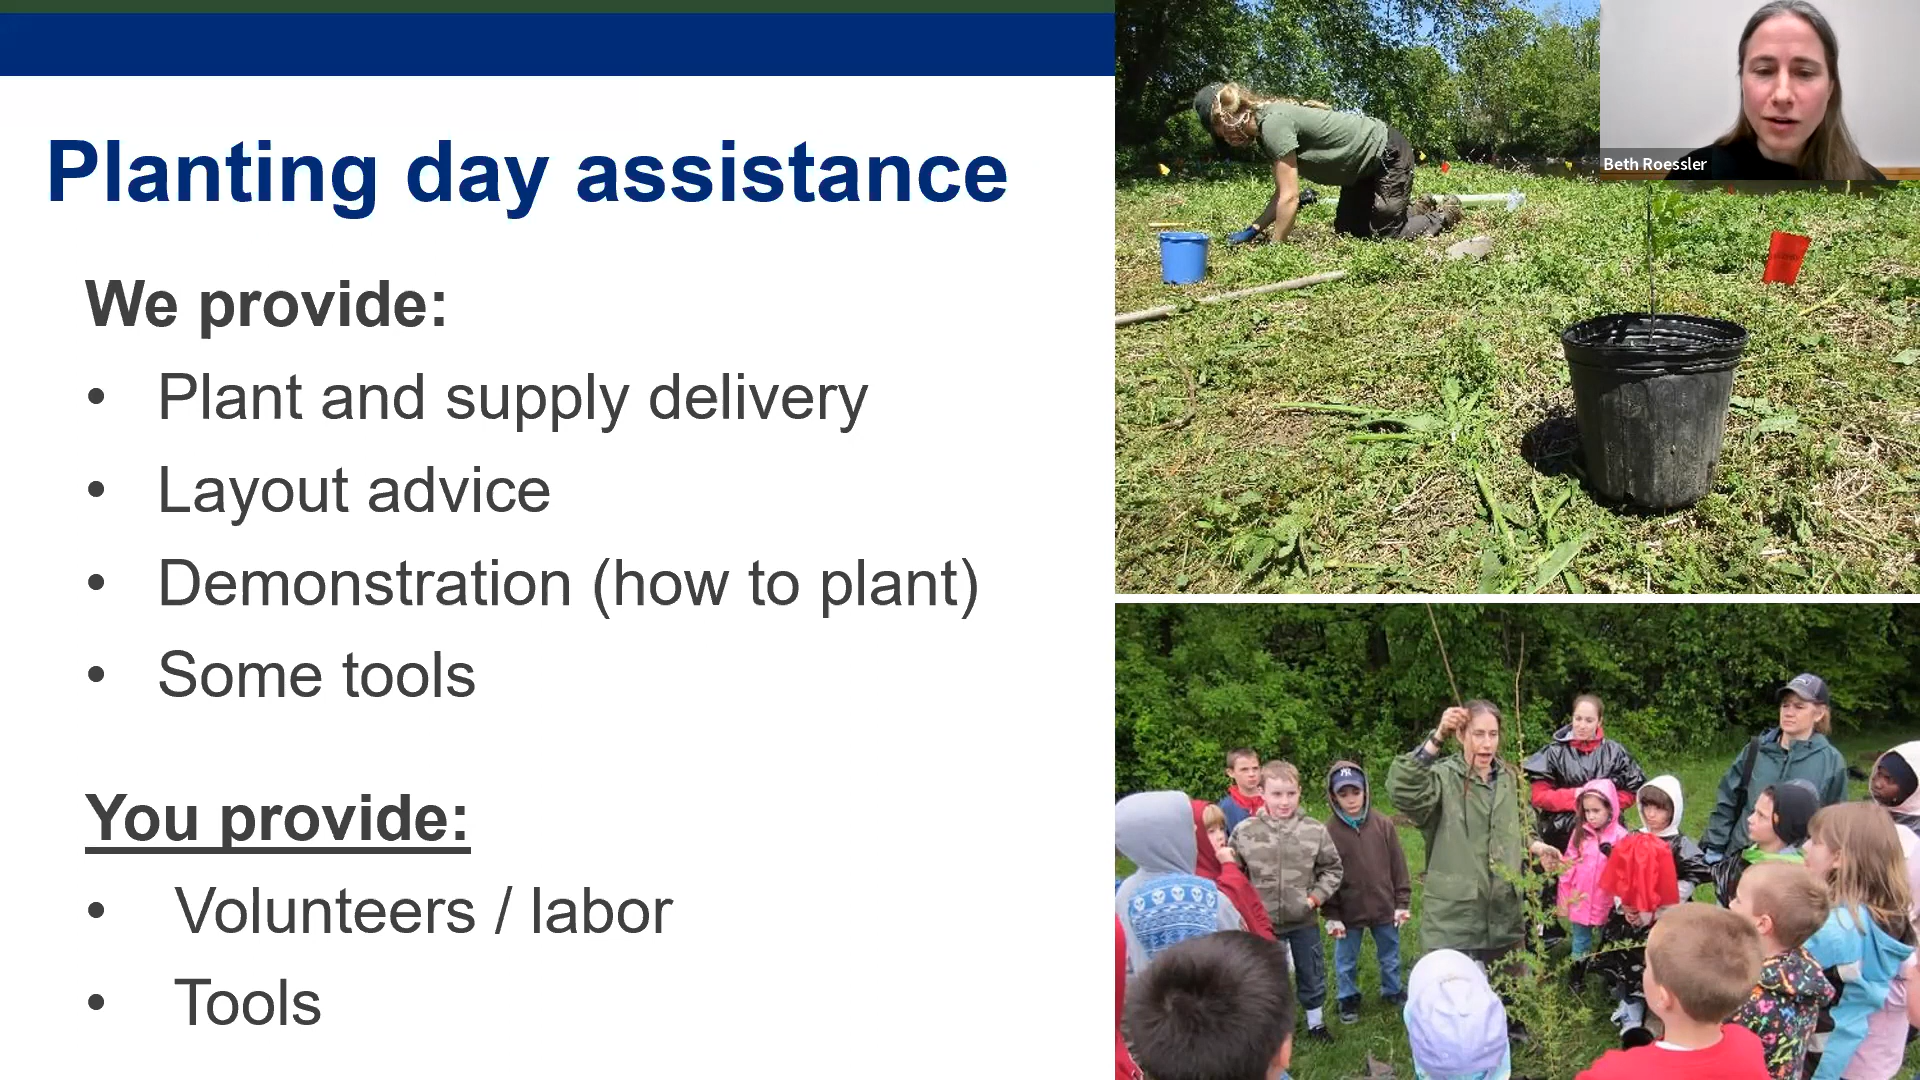 Planting day assistance
We provide:
• Plant and supply delivery
• Layout advice
• Demonstration (how to plant)
• Some tools
You provide:
• Volunteers / labor
• Tools
Beth Roessler